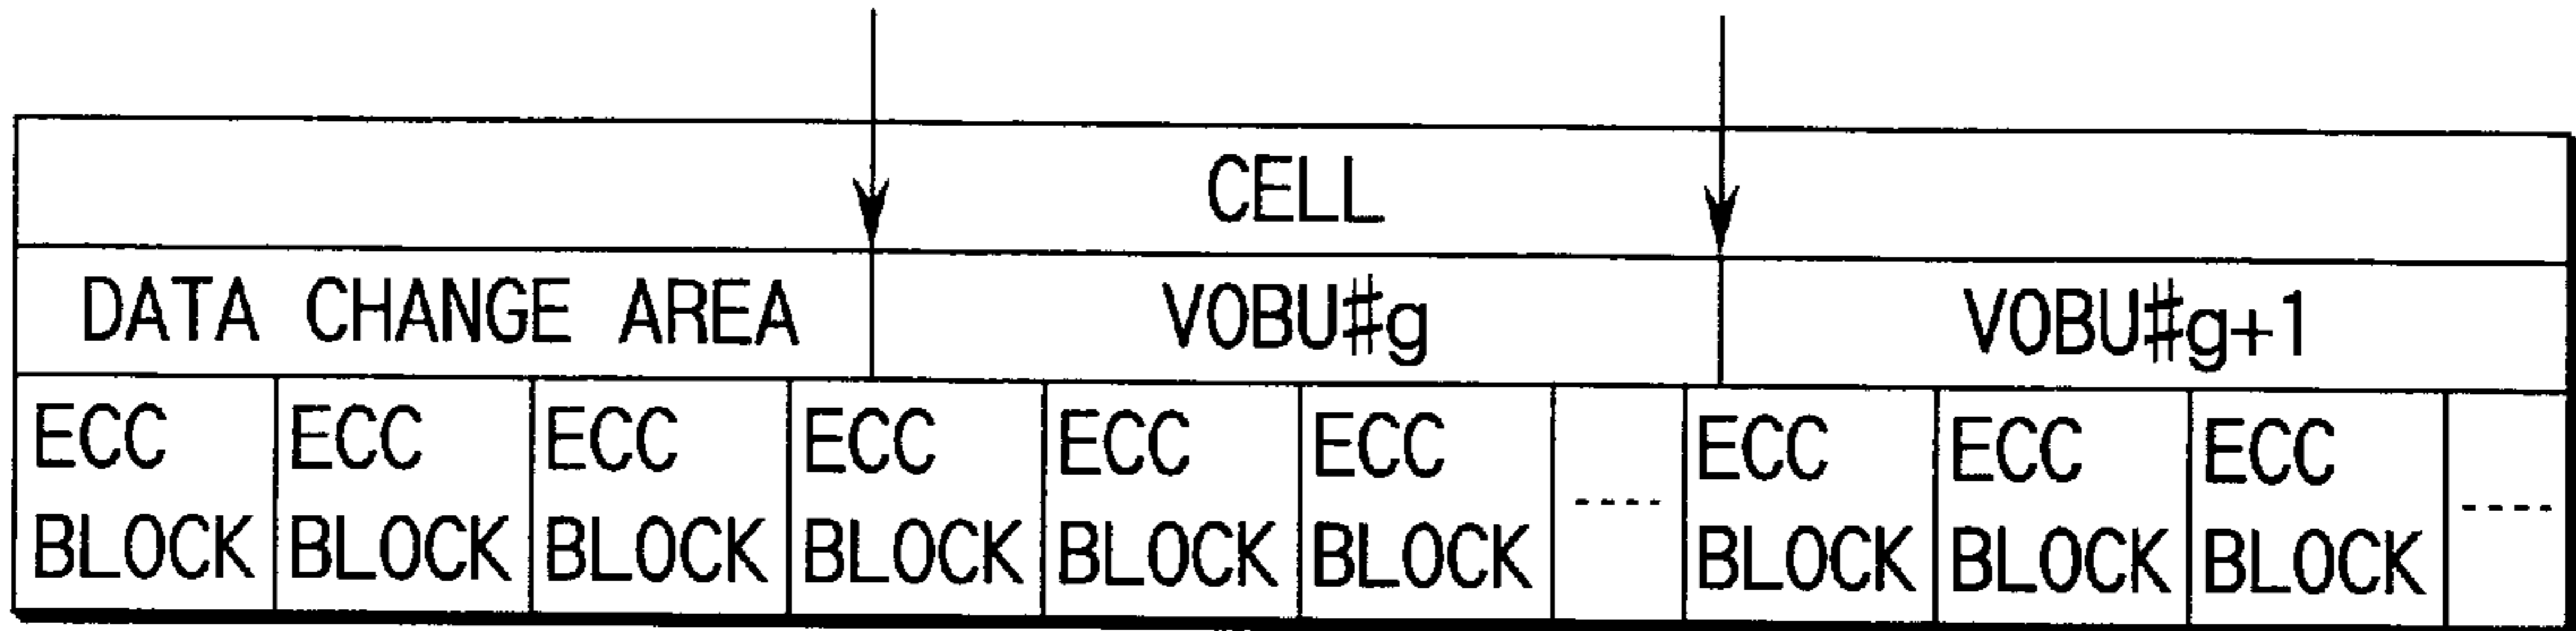 CELL
DATA CHANGE AREA VOBU#g VOBU#g+1
ECC ECC ECC ECC ECC ECC ECC ECC ECC
BLOCK BLOCK BLOCK BLOCK BLOCK BLOCK ---- BLOCK BLOCK BLOCK ----